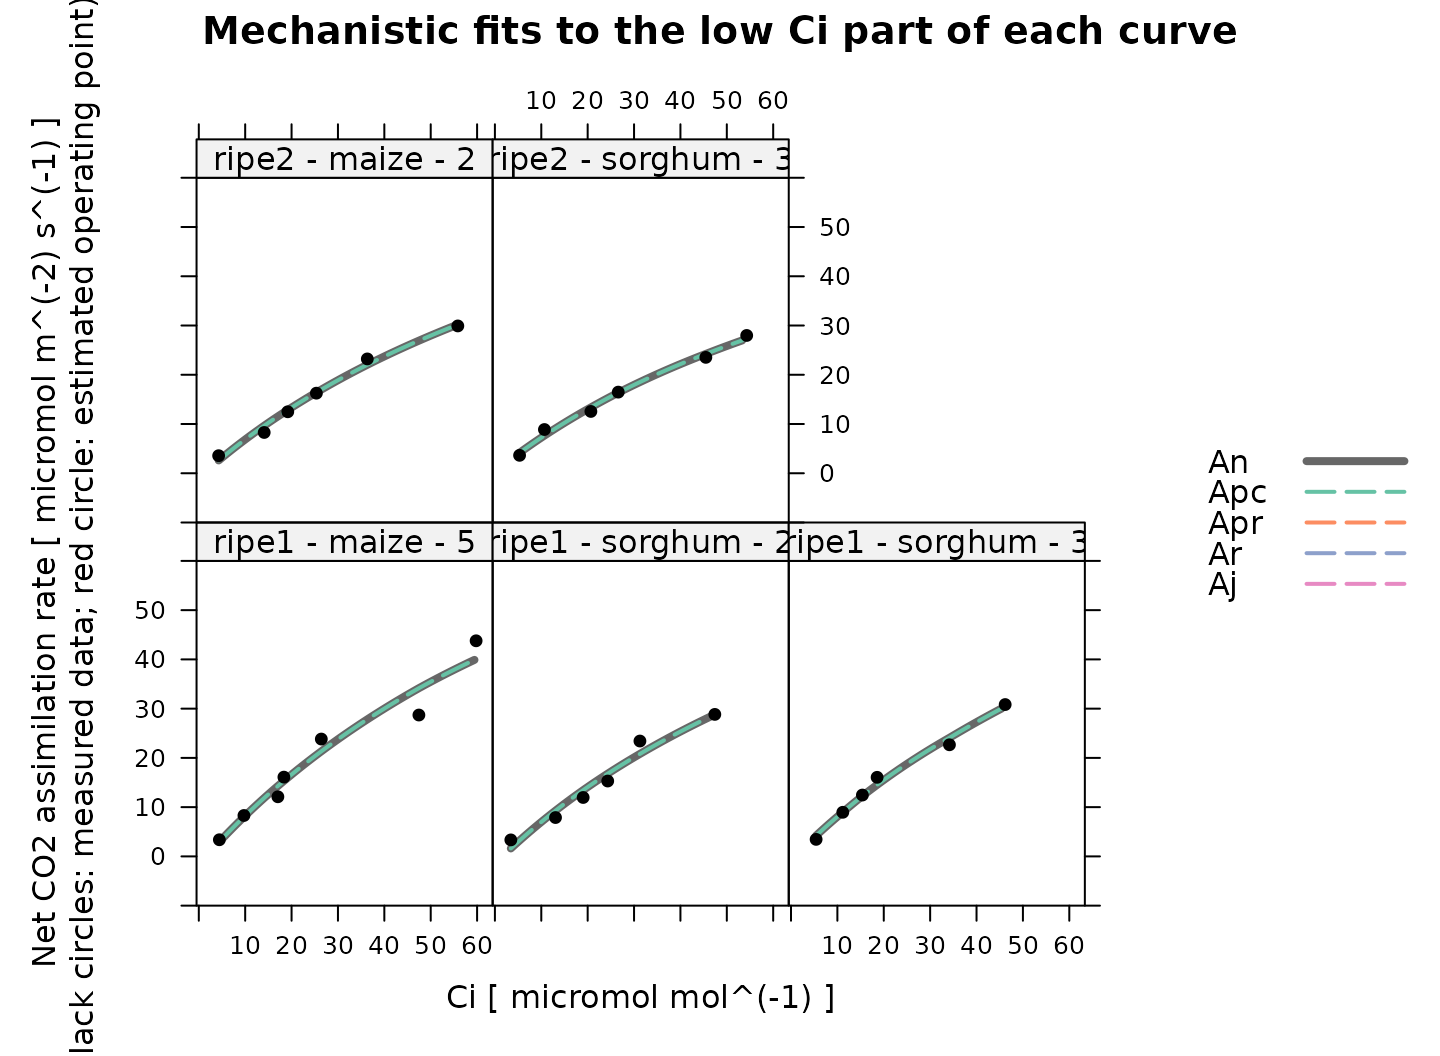 Mechanistic fits to the low Ci part of each curve
10 20 30 40 50 60
ripe2 - maize - 2
ripe2 - sorghum - 3
50
40
30
20
10
0
Net CO2 assimilation rate [ micromol m^(-2) s^(-1) ]
lack circles: measured data; red circle: estimated operating point)
ripe1 - maize - 5
ripe1 - sorghum - 2
ripe1 - sorghum - 3
50
40
30
20
10
0
10 20 30 40 50 60
10 20 30 40 50 60
Ci [ micromol mol^(-1) ]
An
Apc
Apr
Ar
Aj